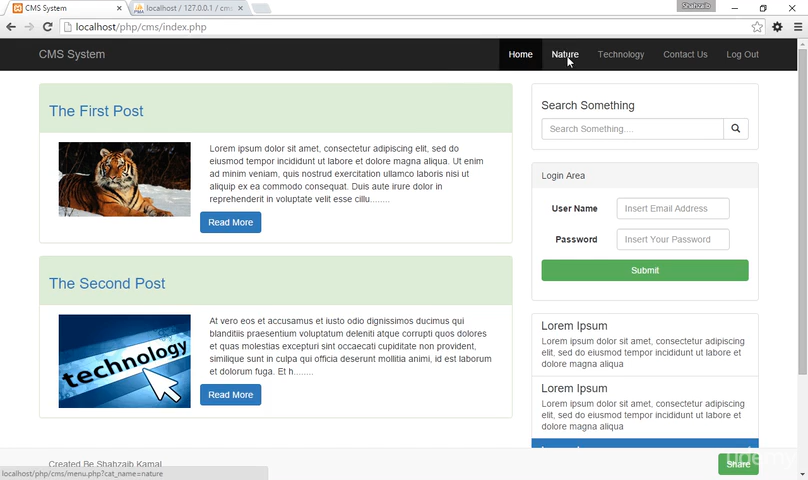 CMS System
localhost / 127.0.0.1 / cms
Shahzaib
localhost/php/cms/index.php
CMS System
Home
Nature
Technology
Contact Us
Log Out
The First Post
Lorem ipsum dolor sit amet, consectetur adipiscing elit, sed do
eiusmod tempor incididunt ut labore et dolore magna aliqua. Ut enim
ad minim veniam, quis nostrud exercitation ullamco laboris nisi ut
aliquip ex ea commodo consequat. Duis aute irure dolor in
reprehenderit in voluptate velit esse cillu........
Read More
The Second Post
technology
At vero eos et accusamus et iusto odio dignissimos ducimus qui
blanditiis praesentium voluptatum deleniti atque corrupti quos dolores
et quas molestias excepturi sint occaecati cupiditate non provident,
similique sunt in culpa qui officia deserunt mollitia animi, id est laborum
et dolorum fuga. Et h........
Read More
Search Something
Search Something....
Login Area
User Name
Insert Email Address
Password
Insert Your Password
Submit
Lorem Ipsum
Lorem ipsum dolor sit amet, consectetur adipiscing
elit, sed do eiusmod tempor incididunt ut labore et
dolore magna aliqua
Lorem Ipsum
Lorem ipsum dolor sit amet, consectetur adipiscing
elit, sed do eiusmod tempor incididunt ut labore et
dolore magna aliqua
Created Be Shahzaib Kamal
Share
udemy
localhost/php/cms/menu.php?cat_name=nature